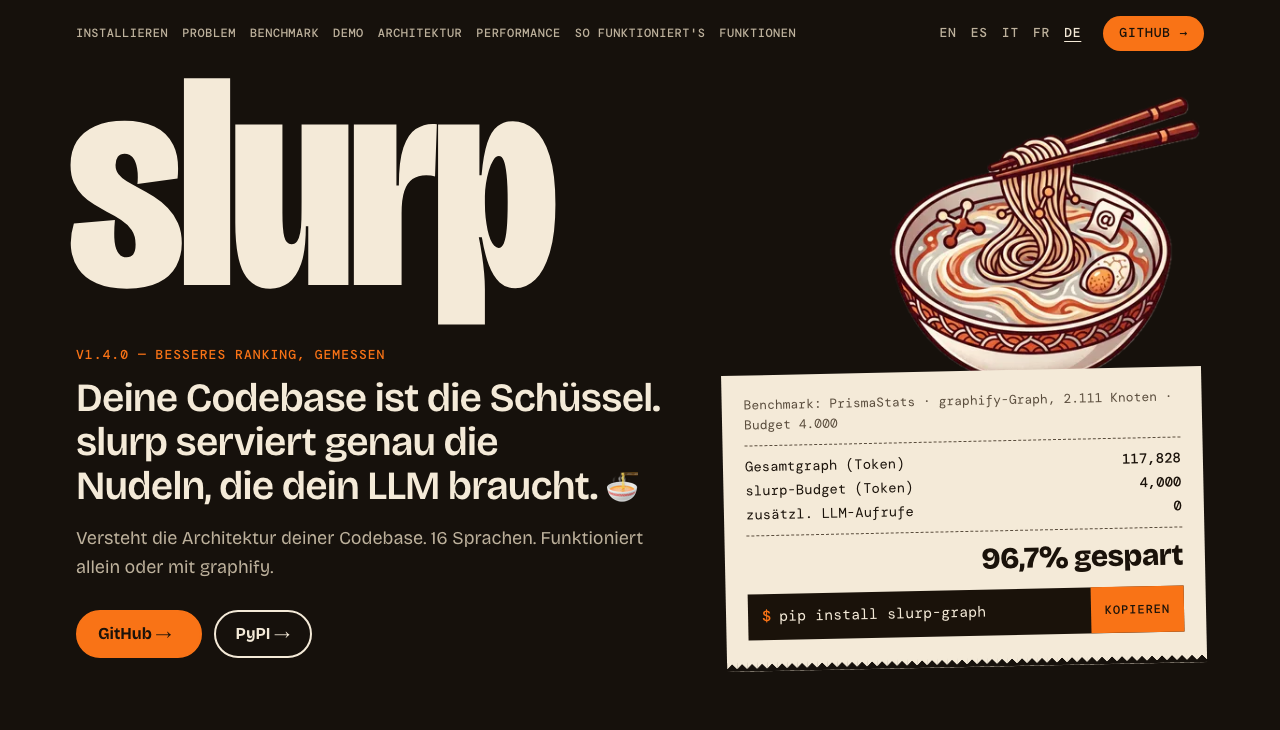 INSTALLIEREN PROBLEM BENCHMARK DEMO ARCHITEKTUR PERFORMANCE SO FUNKTIONIERT'S FUNKTIONEN
EN ES IT FR DE GITHUB →
slurp
V1.4.0 — BESSERES RANKING, GEMESSEN
Deine Codebase ist die Schüssel.
slurp serviert genau die
Nudeln, die dein LLM braucht. 🍜
Versteht die Architektur deiner Codebase. 16 Sprachen. Funktioniert
allein oder mit graphify.
GitHub → PyPI →
@
Benchmark: PrismaStats · graphify-Graph, 2.111 Knoten ·
Budget 4.000
Gesamtgraph (Token) 117,828
slurp-Budget (Token) 4,000
zusätzl. LLM-Aufrufe 0
96,7% gespart
$ pip install slurp-graph KOPIEREN